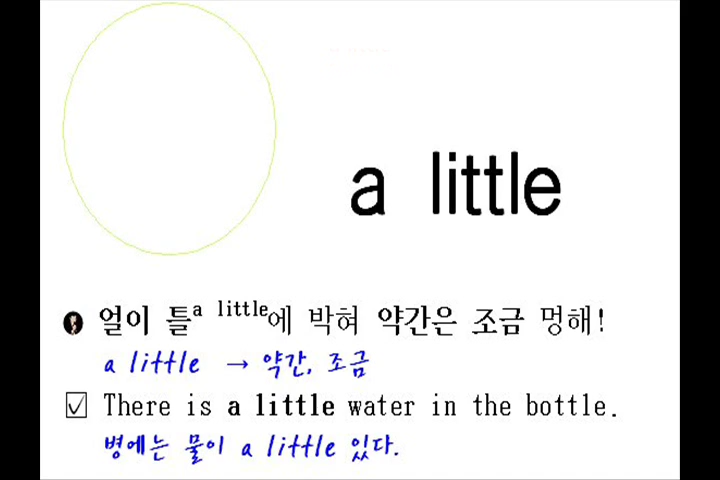 a little
얼이 틀a little에 박혀 약간은 조금 멍해!
a little → 약간, 조금
☑ There is a little water in the bottle.
병에는 물이 a little 있다.